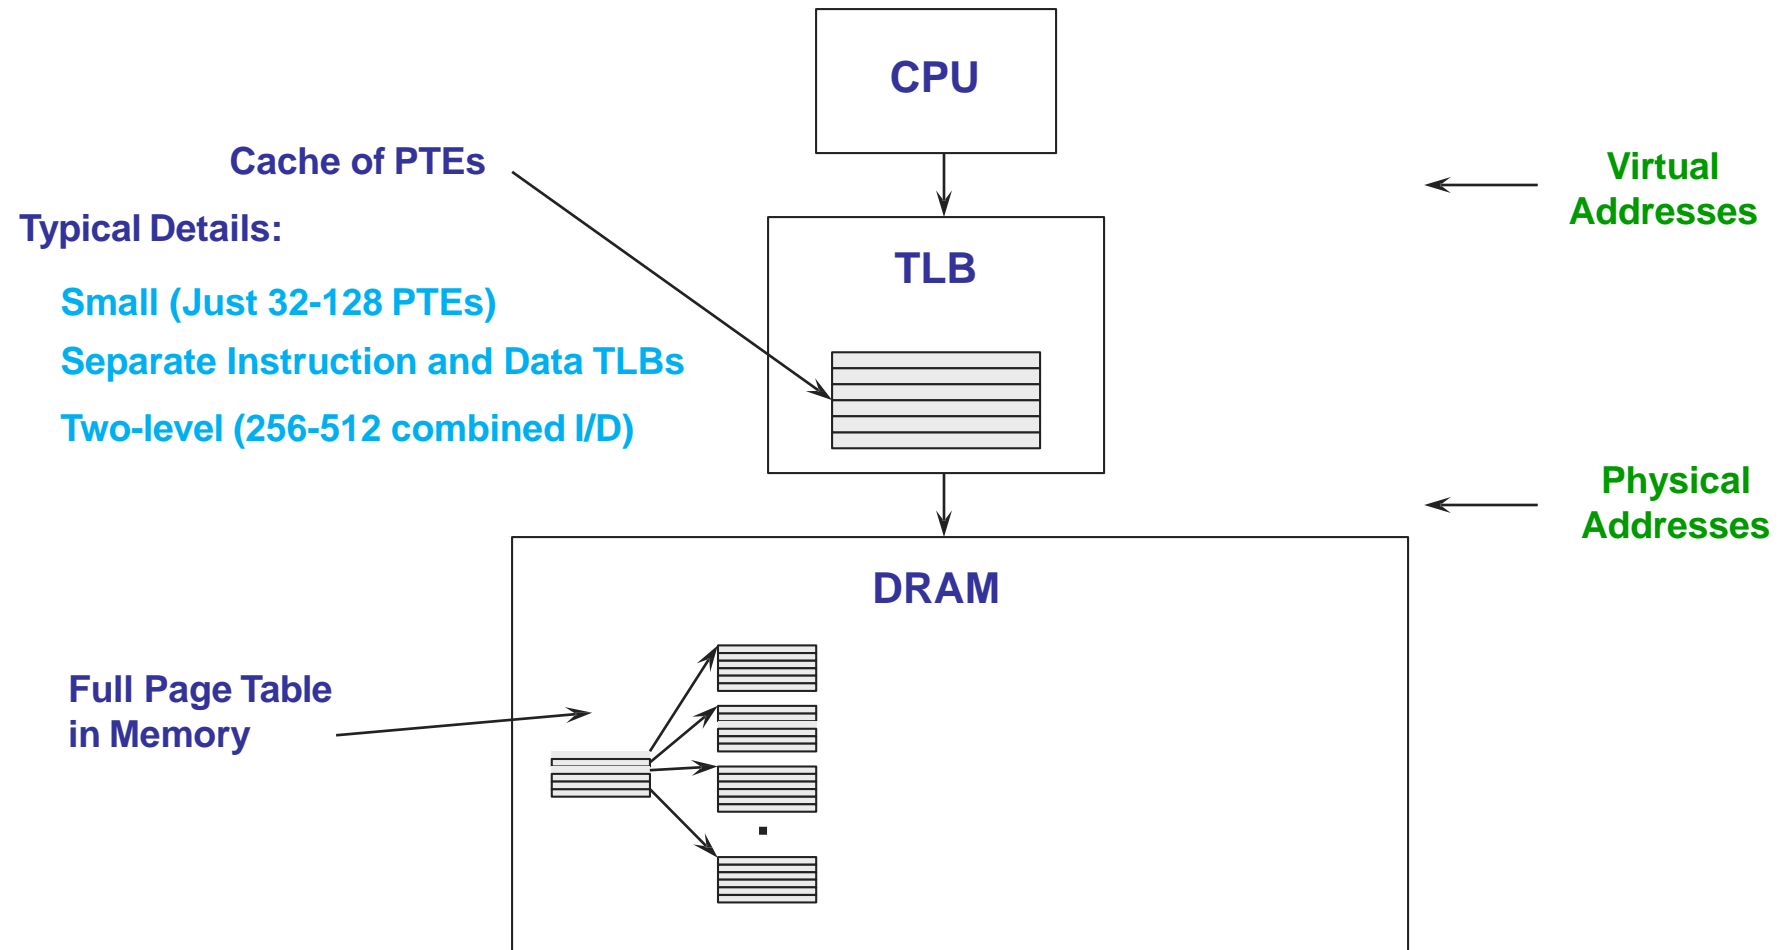 CPU
Cache of PTEs
Virtual
Addresses
Typical Details:
TLB
Small (Just 32-128 PTEs)
Separate Instruction and Data TLBs
Two-level (256-512 combined I/D)
Physical
Addresses
DRAM
Full Page Table
in Memory